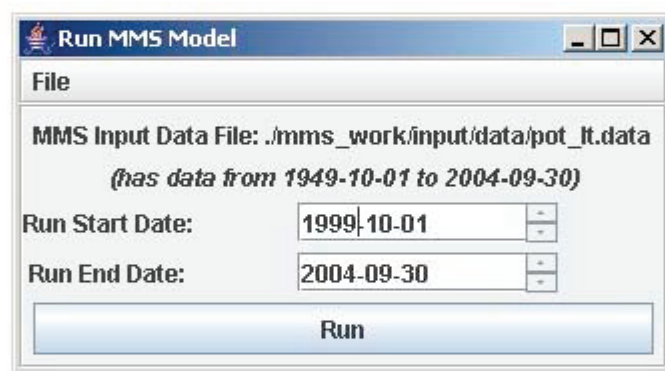 Run MMS Model
File
MMS Input Data File: ./mms_work/input/data/pot_lt.data
(has data from 1949-10-01 to 2004-09-30)
Run Start Date: 1999-10-01
Run End Date: 2004-09-30
Run